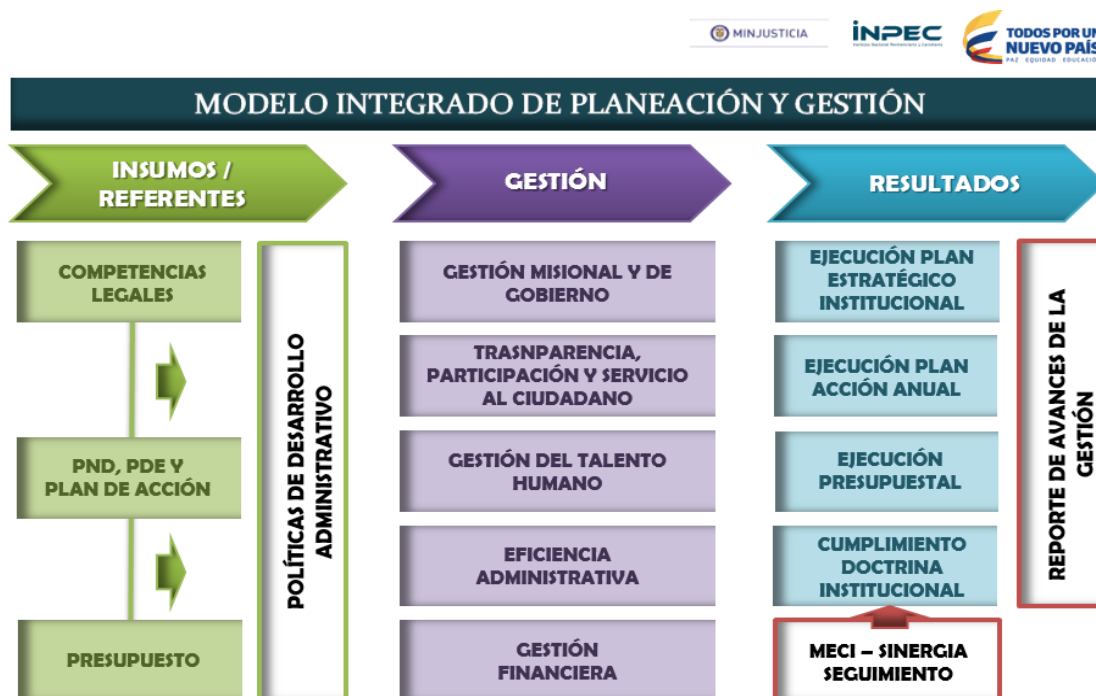 MINJUSTICIA
INPEC
TODOS POR UN
NUEVO PAÍS
PAZ EQUIDAD EDUCACIÓN
MODELO INTEGRADO DE PLANEACIÓN Y GESTIÓN
INSUMOS /
REFERENTES
GESTIÓN
RESULTADOS
COMPETENCIAS
LEGALES
PND, PDE Y
PLAN DE ACCIÓN
PRESUPUESTO
POLÍTICAS DE DESARROLLO
ADMINISTRATIVO
GESTIÓN MISIONAL Y DE
GOBIERNO
TRASNPARENCIA,
PARTICIPACIÓN Y SERVICIO
AL CIUDADANO
GESTIÓN DEL TALENTO
HUMANO
EFICIENCIA
ADMINISTRATIVA
GESTIÓN
FINANCIERA
EJECUCIÓN PLAN
ESTRATÉGICO
INSTITUCIONAL
EJECUCIÓN PLAN
ACCIÓN ANUAL
EJECUCIÓN
PRESUPUESTAL
CUMPLIMIENTO
DOCTRINA
INSTITUCIONAL
MECI – SINERGIA
SEGUIMIENTO
REPORTE DE AVANCES DE LA
GESTIÓN